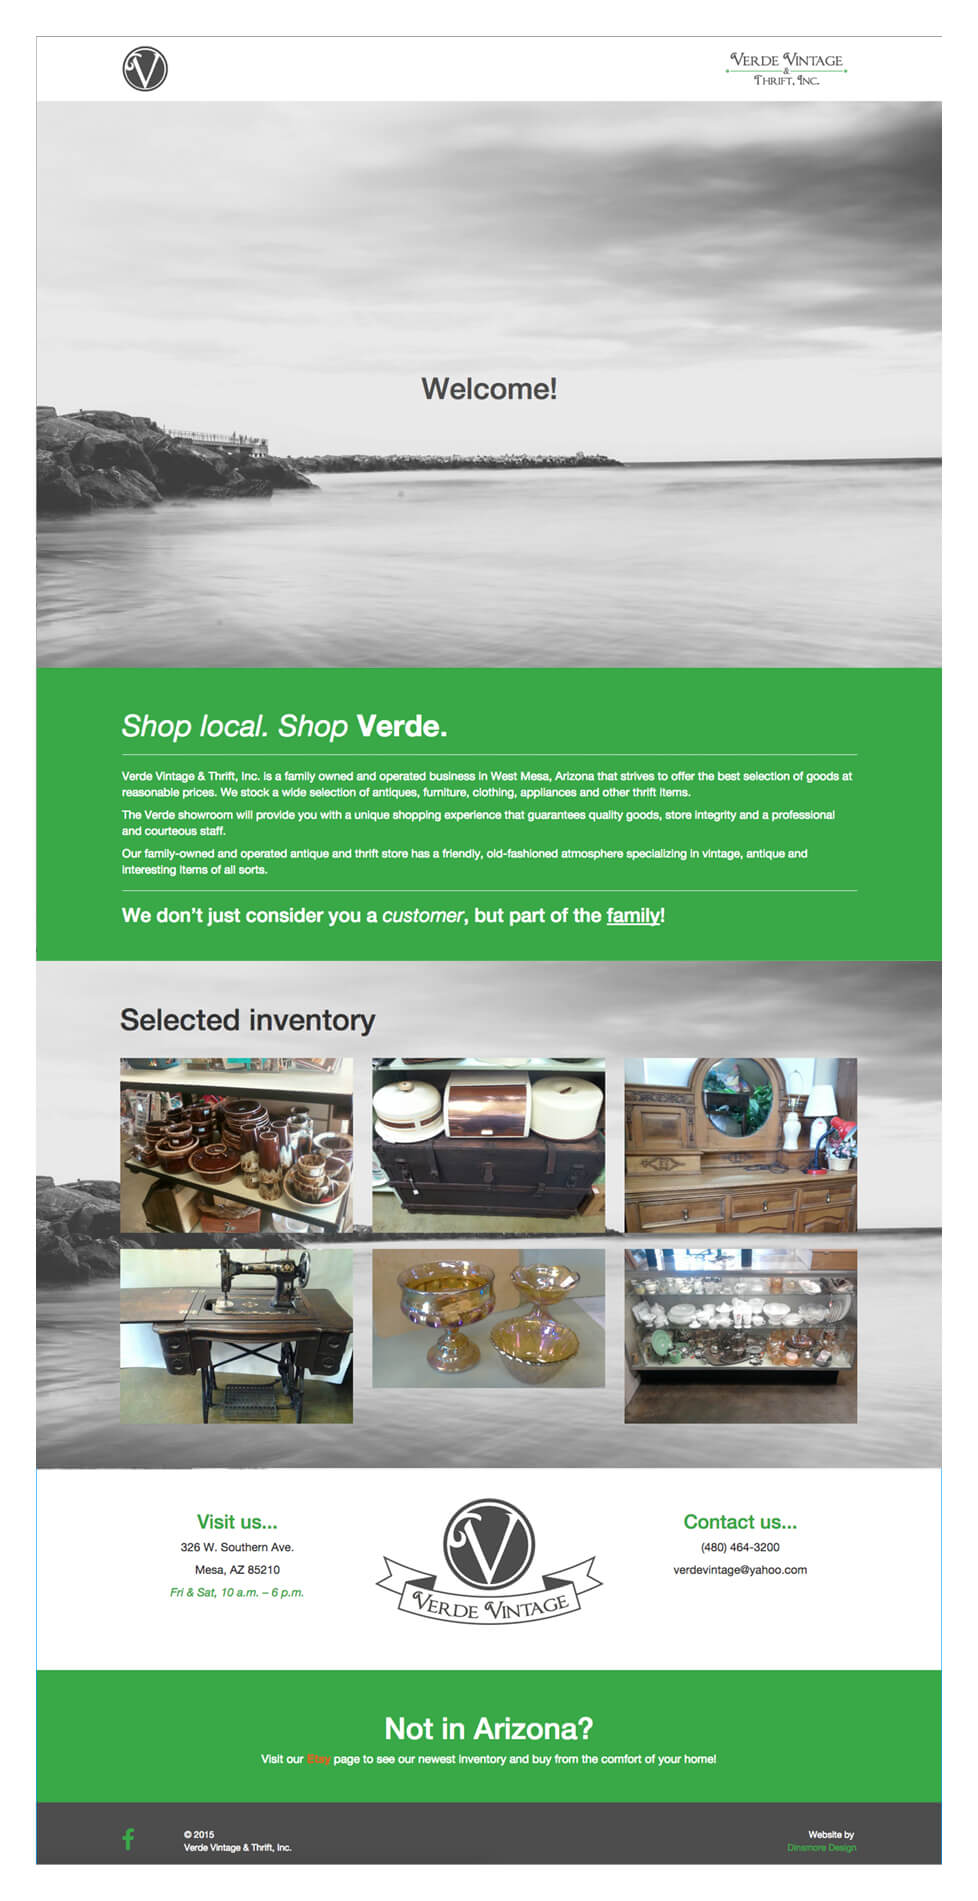 V
VERDE VINTAGE
&
THRIFT, INC.
Welcome!
Shop local. Shop Verde.
Verde Vintage & Thrift, Inc. is a family owned and operated business in West Mesa, Arizona that strives to offer the best selection of goods at
reasonable prices. We stock a wide selection of antiques, furniture, clothing, appliances and other thrift items.
The Verde showroom will provide you with a unique shopping experience that guarantees quality goods, store integrity and a professional
and courteous staff.
Our family-owned and operated antique and thrift store has a friendly, old-fashioned atmosphere specializing in vintage, antique and
interesting items of all sorts.
We don't just consider you a customer, but part of the family!
Selected inventory
Visit us...
326 W. Southern Ave.
Mesa, AZ 85210
Fri & Sat, 10 a.m. – 6 p.m.
V
VERDE VINTAGE
Contact us...
(480) 464-3200
verdevintage@yahoo.com
Not in Arizona?
Visit our Etsy page to see our newest inventory and buy from the comfort of your home!
f
© 2015
Verde Vintage & Thrift, Inc.
Website by
Dinsmore Design